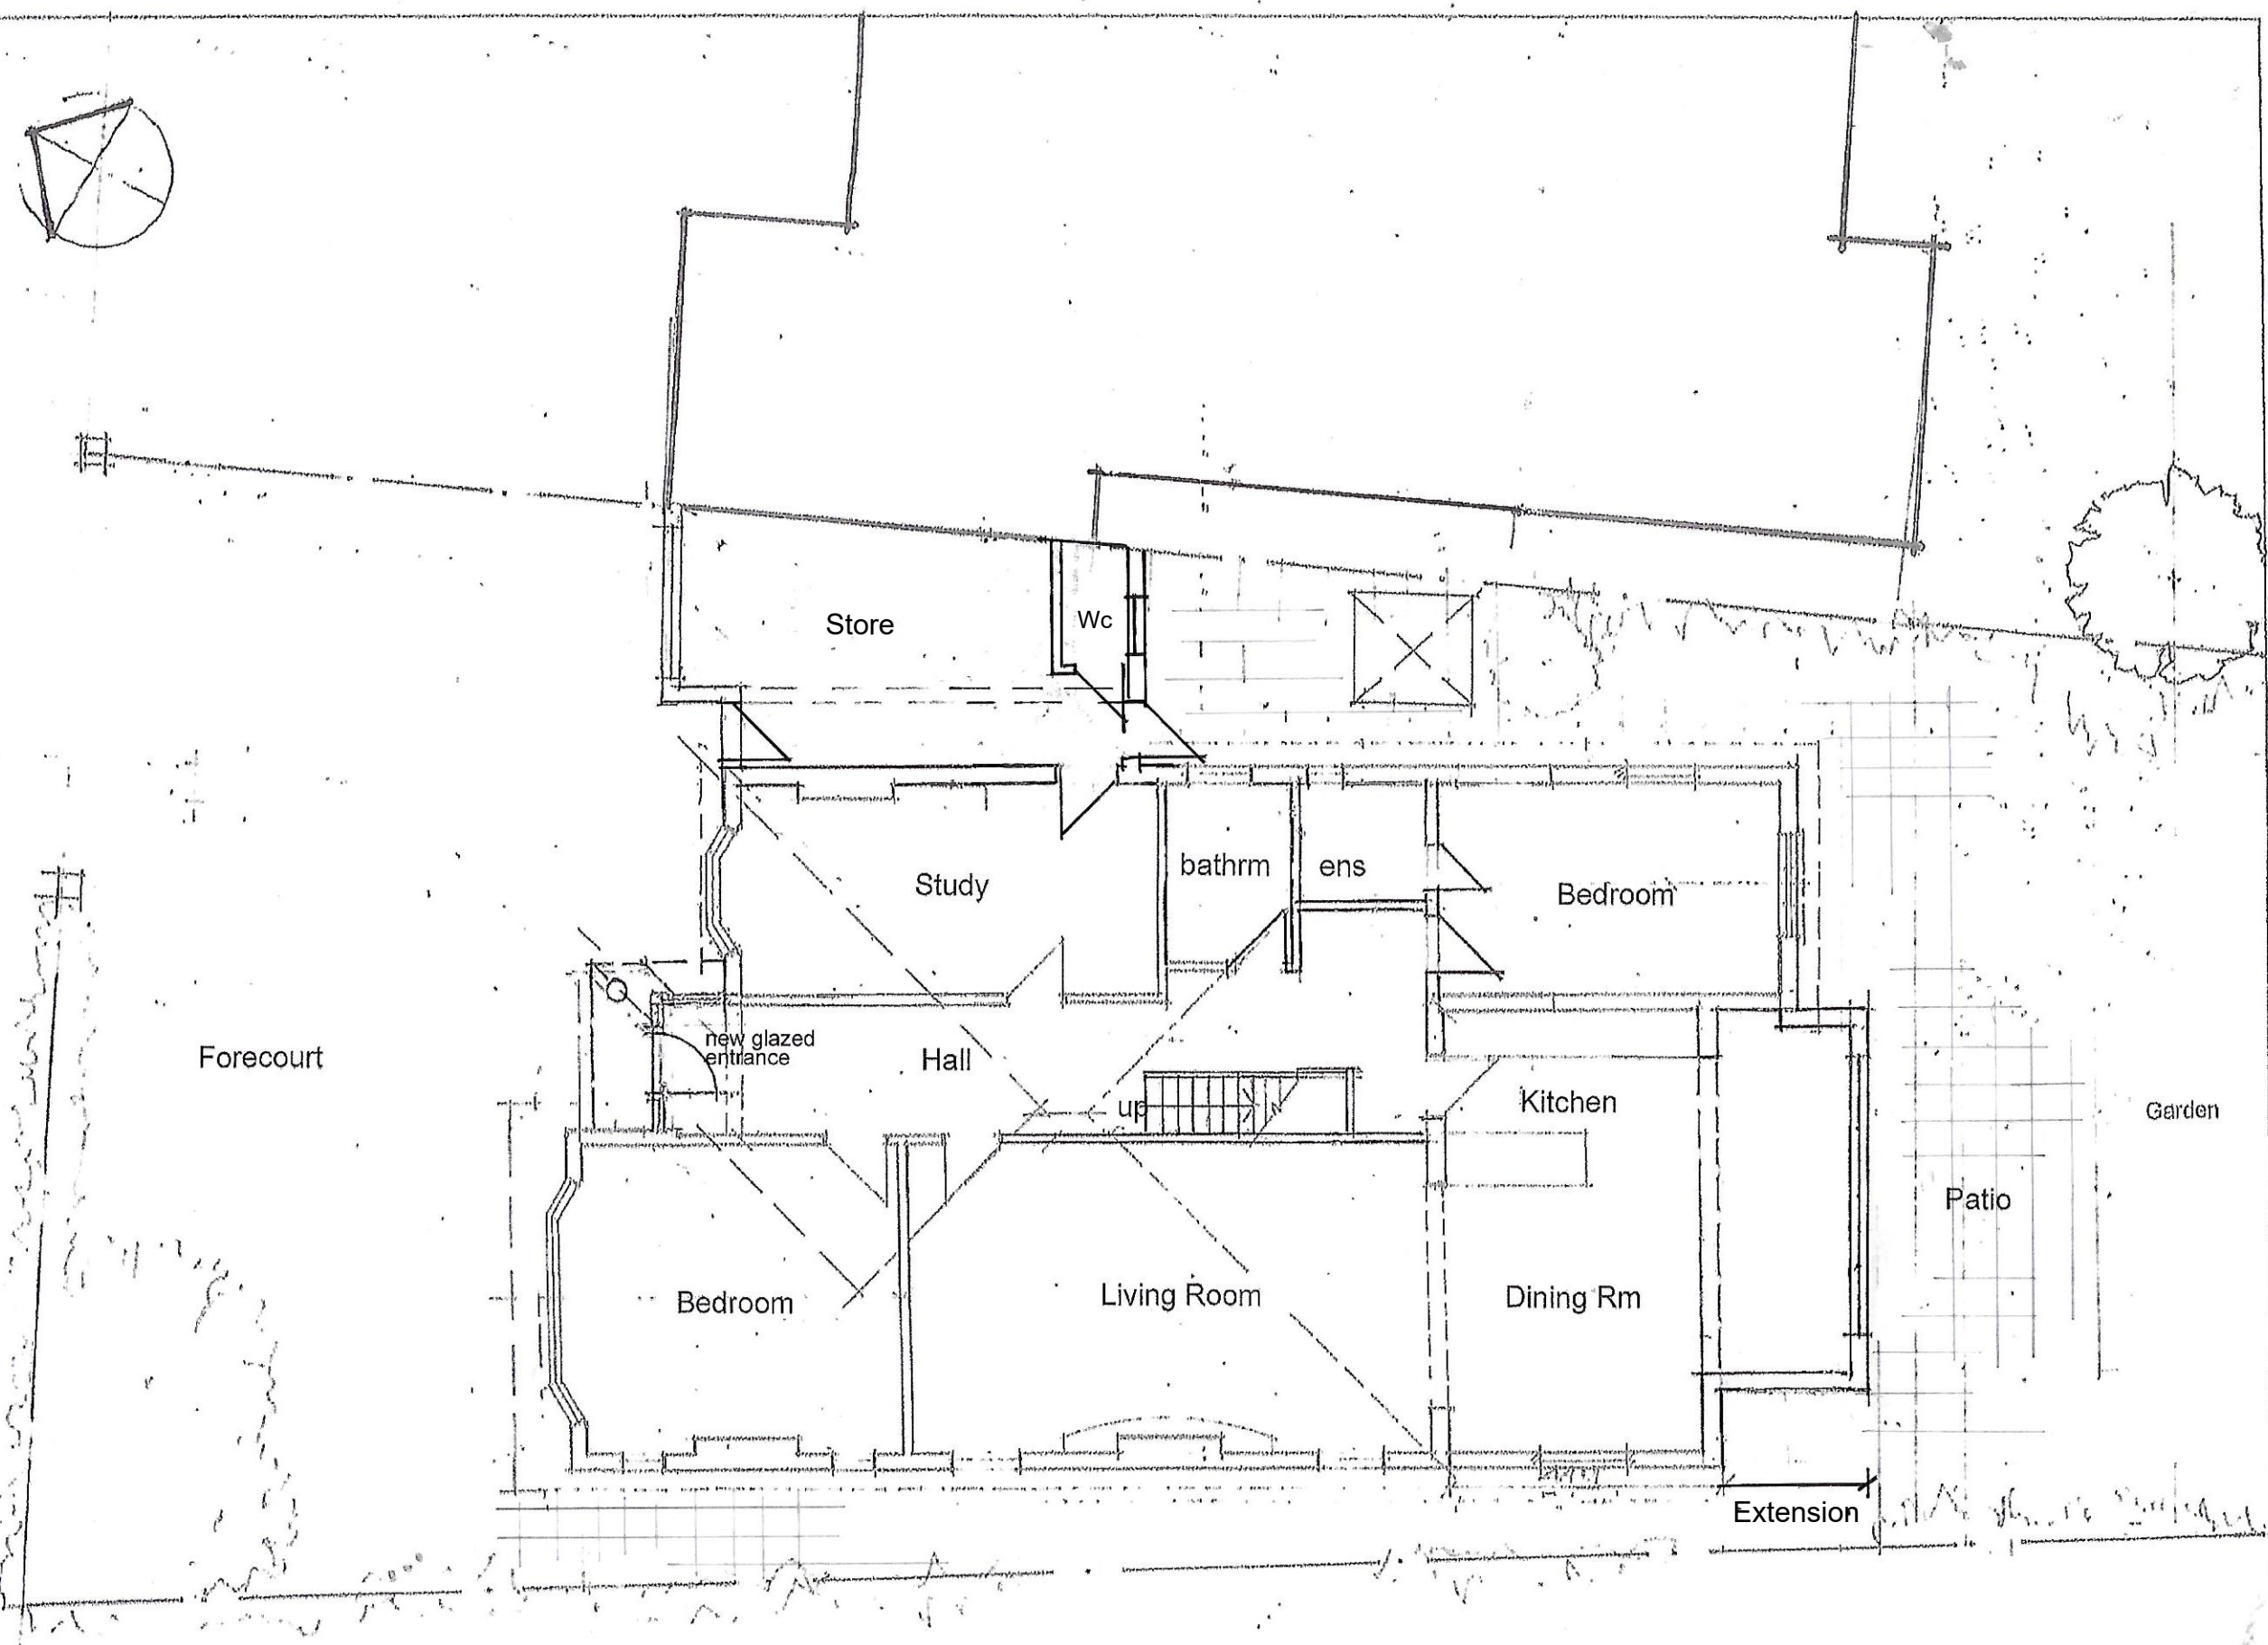 Store
Wc
Study
bathrm
ens
Bedroom
Forecourt
new glazed
entrance
Hall
up
Kitchen
Garden
Patio
Bedroom
Living Room
Dining Rm
Extension